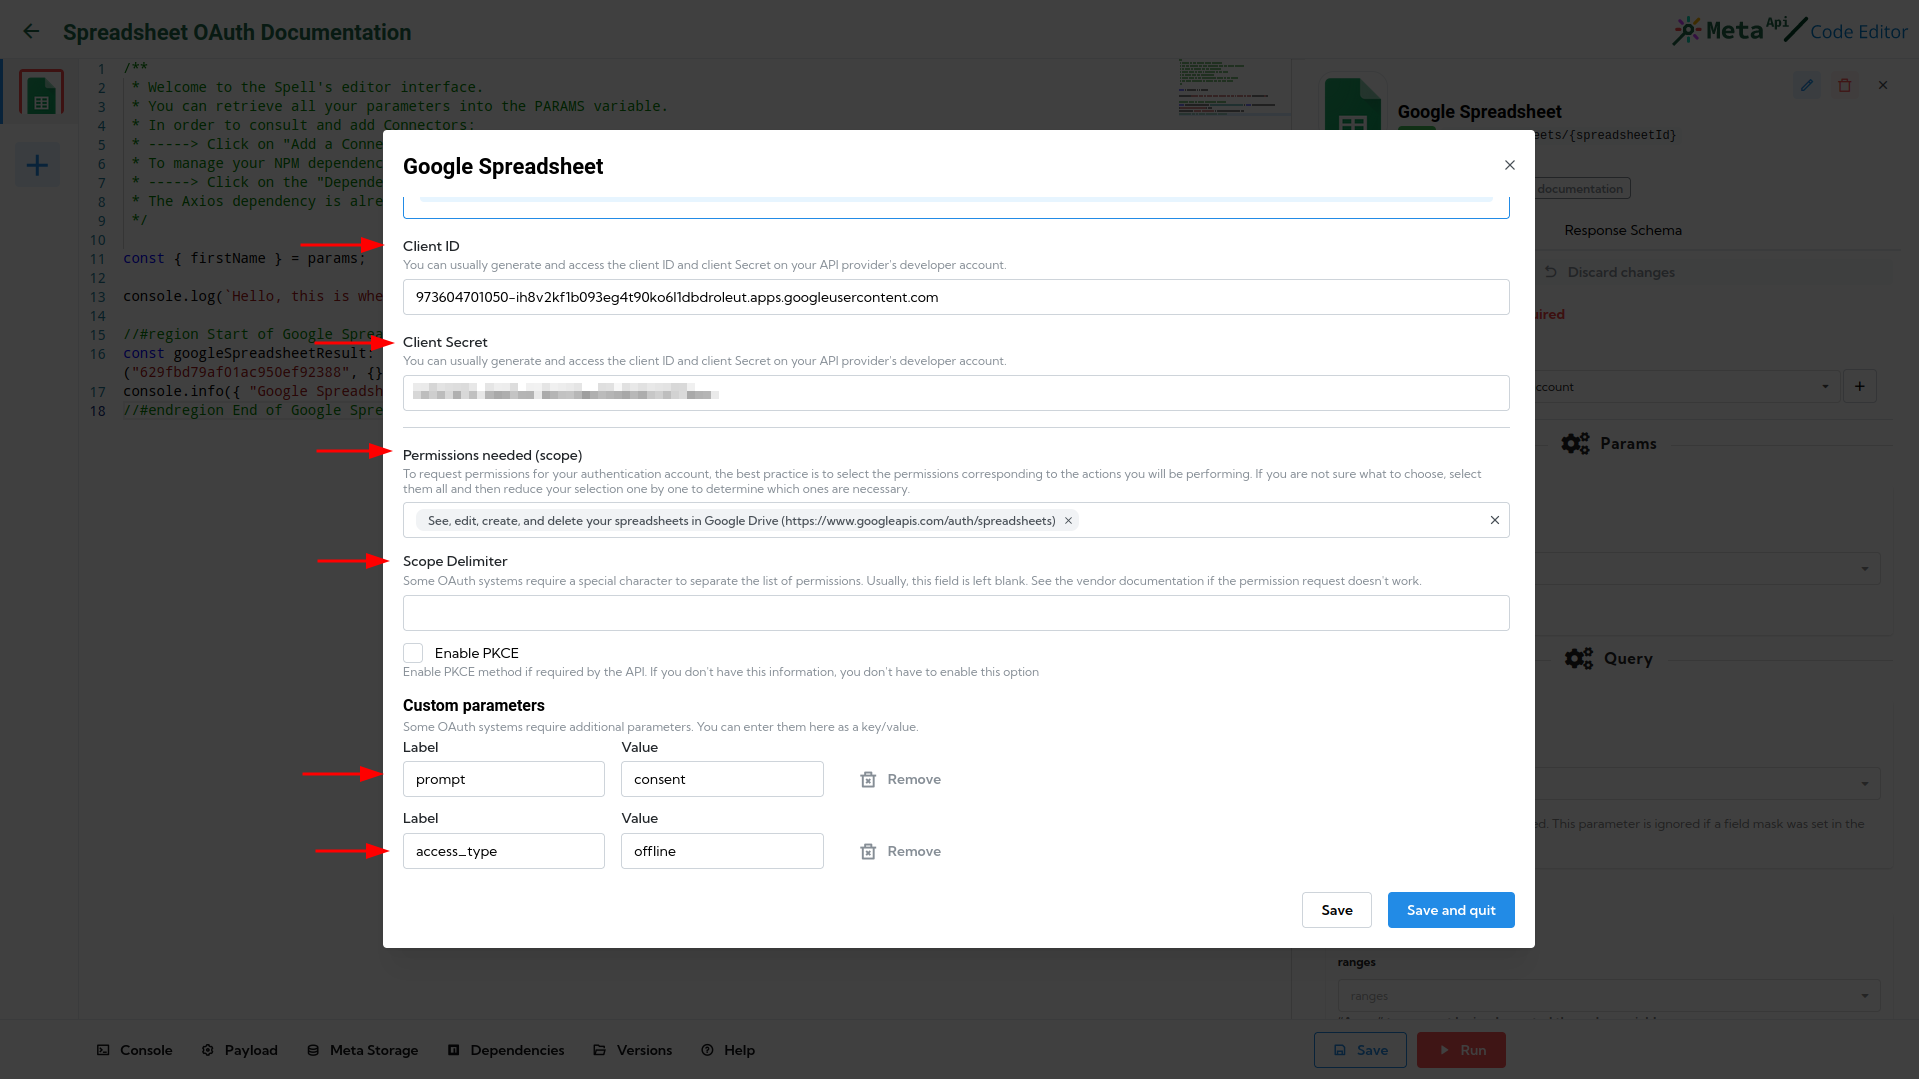 Spreadsheet OAuth Documentation
Meta Api Code Editor
1 /**
2 * Welcome to the Spell's editor interface.
3 * You can retrieve all your parameters into the PARAMS variable.
4 * In order to consult and add Connectors:
5 * -----> Click on "Add a Conne
6 * To manage your NPM dependenc
7 * -----> Click on the "Depende
8 * The Axios dependency is alre
9 */
10
11 const { firstName } = params;
12
13 console.log(`Hello, this is whe
14
15 //#region Start of Google Sprea
16 const googleSpreadsheetResult:
("629fbd79af01ac950ef92388", {}
17 console.info({ "Google Spreadsh
18 //#endregion End of Google Spre
Google Spreadsheet
eets/{spreadsheetId}
documentation
Response Schema
Discard changes
uired
ccount
Params
Query
ed. This parameter is ignored if a field mask was set in the
ranges
ranges
Google Spreadsheet
Client ID
You can usually generate and access the client ID and client Secret on your API provider's developer account.
973604701050-ih8v2kf1b093eg4t90ko6l1dbdroleut.apps.googleusercontent.com
Client Secret
You can usually generate and access the client ID and client Secret on your API provider's developer account.
Permissions needed (scope)
To request permissions for your authentication account, the best practice is to select the permissions corresponding to the actions you will be performing. If you are not sure what to choose, select
them all and then reduce your selection one by one to determine which ones are necessary.
See, edit, create, and delete your spreadsheets in Google Drive (https://www.googleapis.com/auth/spreadsheets)
Scope Delimiter
Some OAuth systems require a special character to separate the list of permissions. Usually, this field is left blank. See the vendor documentation if the permission request doesn't work.
Enable PKCE
Enable PKCE method if required by the API. If you don't have this information, you don't have to enable this option
Custom parameters
Some OAuth systems require additional parameters. You can enter them here as a key/value.
Label Value
prompt consent Remove
Label Value
access_type offline Remove
Save Save and quit
Console Payload Meta Storage Dependencies Versions Help
Save Run